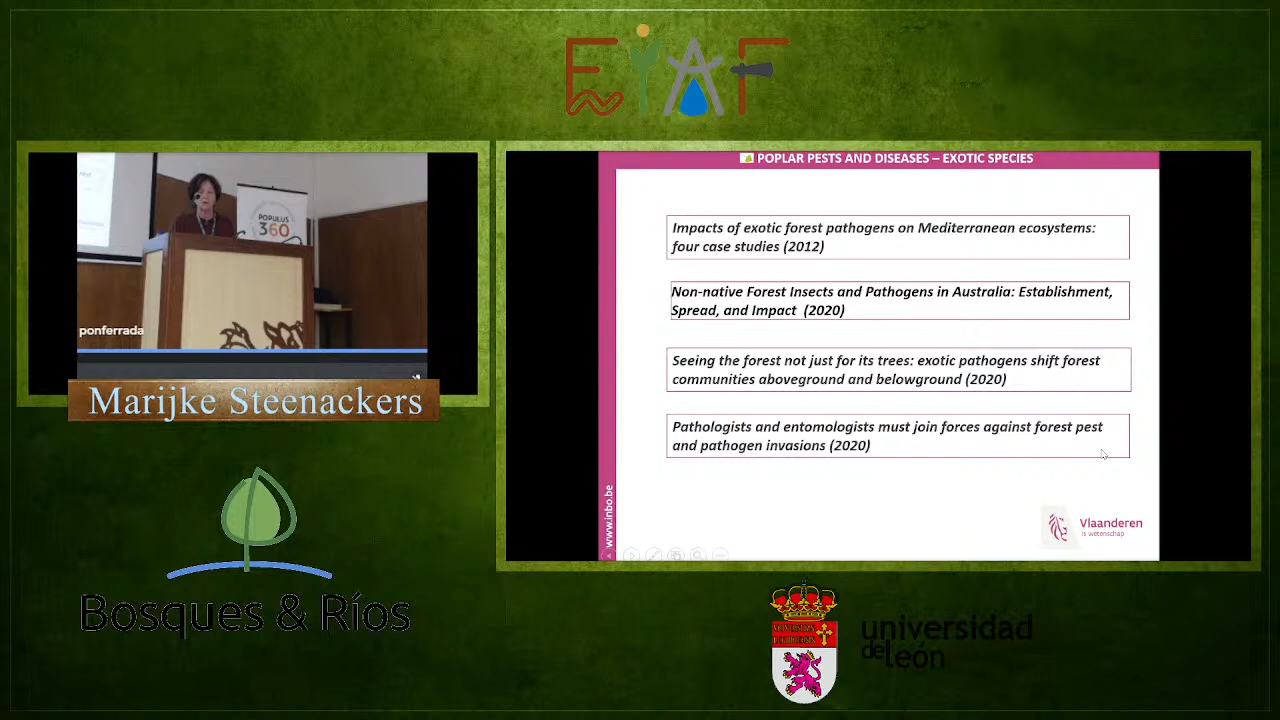 EIAF
POPULUS
360
ponferrada
Marijke Steenackers
Bosques & Ríos
POPLAR PESTS AND DISEASES – EXOTIC SPECIES
Impacts of exotic forest pathogens on Mediterranean ecosystems:
four case studies (2012)
Non-native Forest Insects and Pathogens in Australia: Establishment,
Spread, and Impact (2020)
Seeing the forest not just for its trees: exotic pathogens shift forest
communities aboveground and belowground (2020)
Pathologists and entomologists must join forces against forest pest
and pathogen invasions (2020)
www.inbo.be
Vlaanderen
is wetenschap
universidad
de león